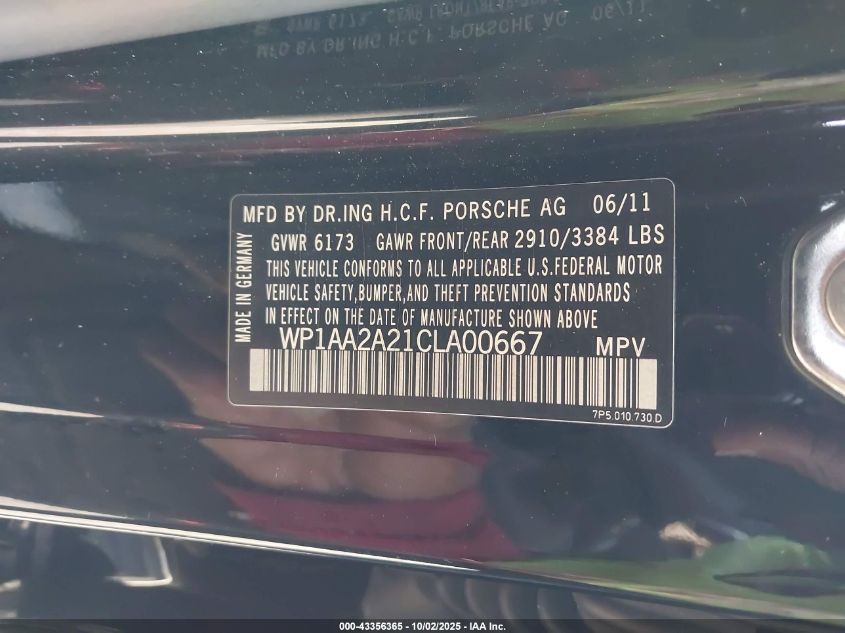 MFD BY DR.ING H.C.F. PORSCHE AG 06/11
GVWR 6173 GAWR FRONT/REAR 2910/3384 LBS
MADE IN GERMANY
THIS VEHICLE CONFORMS TO ALL APPLICABLE U.S.FEDERAL MOTOR
VEHICLE SAFETY,BUMPER,AND THEFT PREVENTION STANDARDS
IN EFFECT ON THE DATE OF MANUFACTURE SHOWN ABOVE
WP1AA2A21CLA00667 MPV
7P5.010.730.D
000-43356365 | 10/02/2025 - IAA Inc.